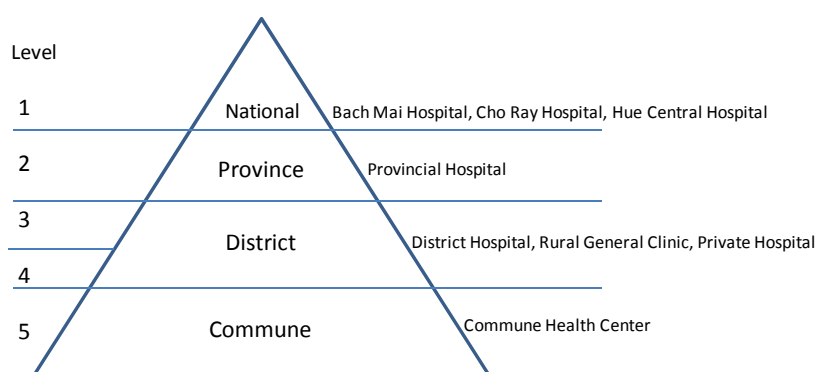 Level
1 National Bach Mai Hospital, Cho Ray Hospital, Hue Central Hospital
2 Province Provincial Hospital
3
District District Hospital, Rural General Clinic, Private Hospital
4
5 Commune Commune Health Center